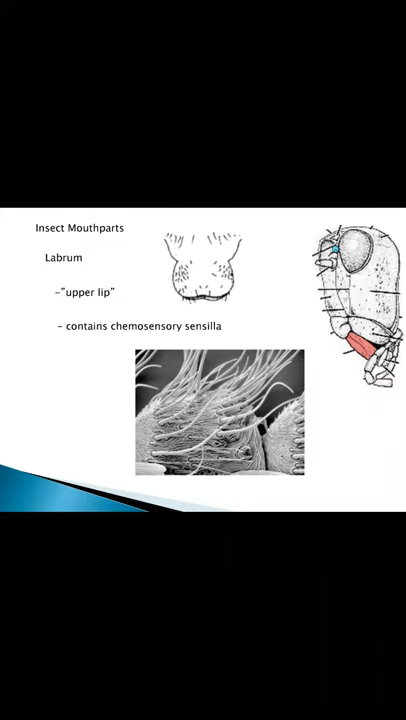 Insect Mouthparts
Labrum
-"upper lip"
- contains chemosensory sensilla